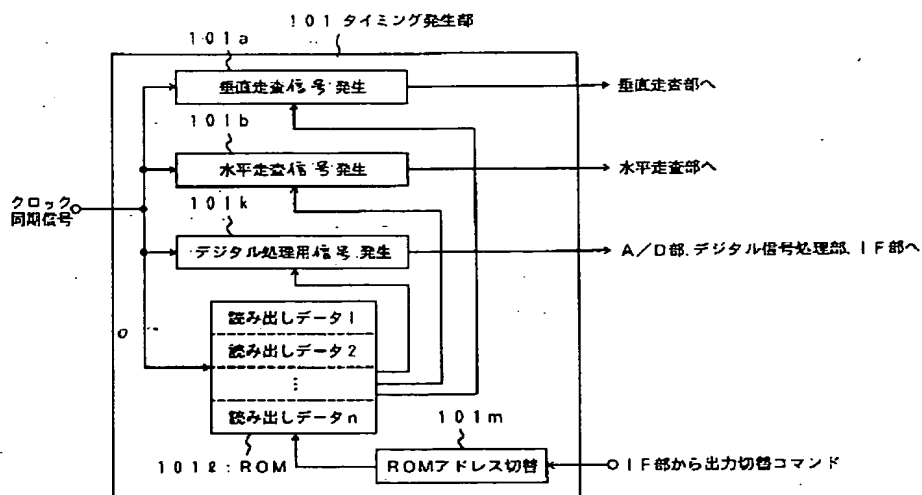 101 タイミング発生部
101a
垂直走査信号発生
垂直走査部へ
101b
水平走査信号発生
水平走査部へ
クロック
同期信号
101k
デジタル処理用信号発生
A/D部,デジタル信号処理部,IF部へ
読み出しデータ1
読み出しデータ2
⋮
読み出しデータn
101m
101ℓ:ROM
ROMアドレス切替
IF部から出力切替コマンド